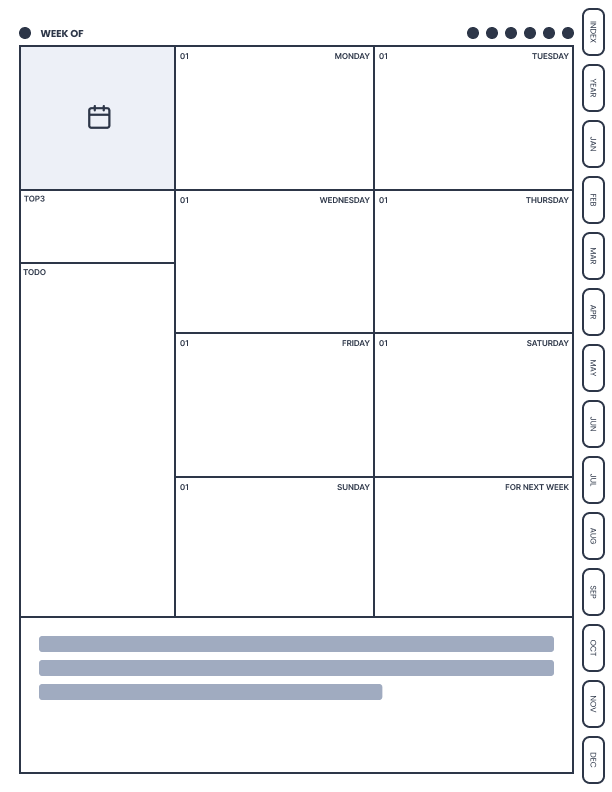 WEEK OF
01 MONDAY
01 TUESDAY
TOP3
01 WEDNESDAY
01 THURSDAY
TODO
01 FRIDAY
01 SATURDAY
01 SUNDAY
FOR NEXT WEEK
INDEX
YEAR
JAN
FEB
MAR
APR
MAY
JUN
JUL
AUG
SEP
OCT
NOV
DEC